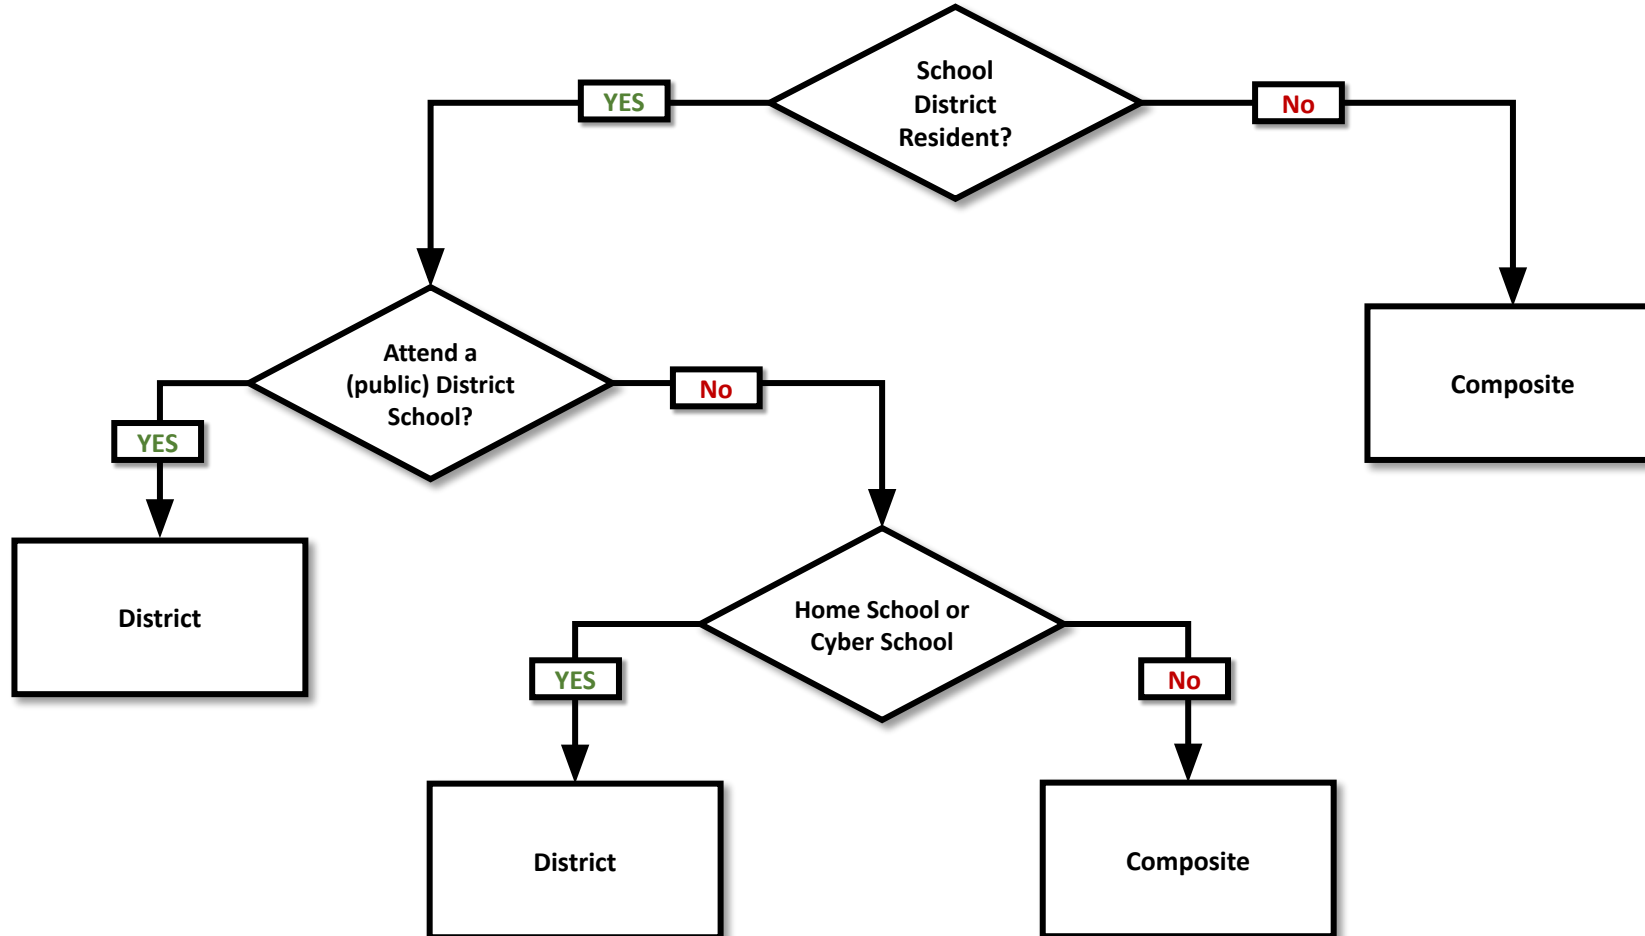 School
District
Resident?
YES
No
Attend a
(public) District
School?
YES
No
Composite
District
Home School or
Cyber School
YES
No
District
Composite